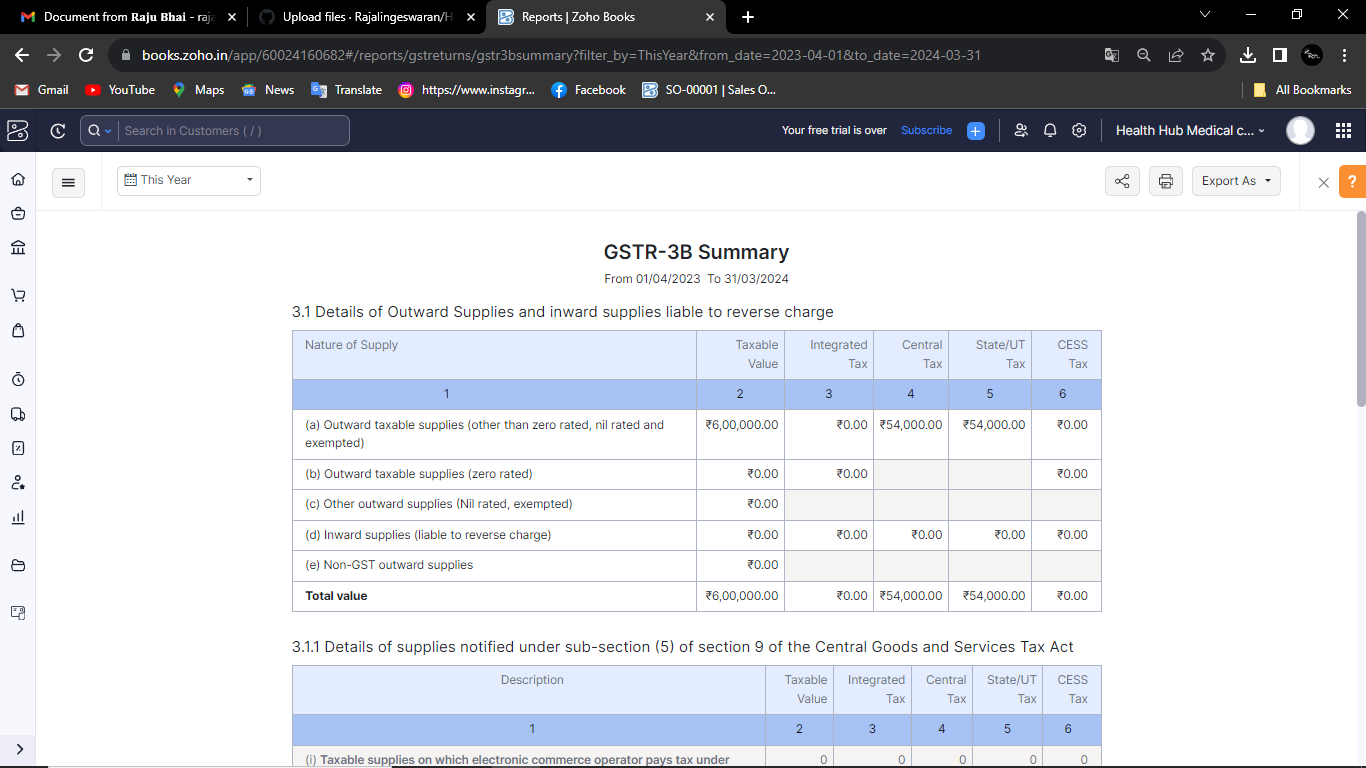 Document from Raju Bhai - raja
Upload files · Rajalingeswaran/H
Reports | Zoho Books
books.zoho.in/app/60024160682#/reports/gstreturns/gstr3bsummary?filter_by=ThisYear&from_date=2023-04-01&to_date=2024-03-31
Gmail
YouTube
Maps
News
Translate
https://www.instagr...
Facebook
SO-00001 | Sales O...
All Bookmarks
Search in Customers ( / )
Your free trial is over
Subscribe
Health Hub Medical c...
This Year
Export As
?
GSTR-3B Summary
From 01/04/2023 To 31/03/2024
3.1 Details of Outward Supplies and inward supplies liable to reverse charge
Nature of Supply Taxable Value Integrated Tax Central Tax State/UT Tax CESS Tax
1 2 3 4 5 6
(a) Outward taxable supplies (other than zero rated, nil rated and exempted) ₹6,00,000.00 ₹0.00 ₹54,000.00 ₹54,000.00 ₹0.00
(b) Outward taxable supplies (zero rated) ₹0.00 ₹0.00 ₹0.00
(c) Other outward supplies (Nil rated, exempted) ₹0.00
(d) Inward supplies (liable to reverse charge) ₹0.00 ₹0.00 ₹0.00 ₹0.00 ₹0.00
(e) Non-GST outward supplies ₹0.00
Total value ₹6,00,000.00 ₹0.00 ₹54,000.00 ₹54,000.00 ₹0.00
3.1.1 Details of supplies notified under sub-section (5) of section 9 of the Central Goods and Services Tax Act
Description Taxable Value Integrated Tax Central Tax State/UT Tax CESS Tax
1 2 3 4 5 6
(i) Taxable supplies on which electronic commerce operator pays tax under 0 0 0 0 0